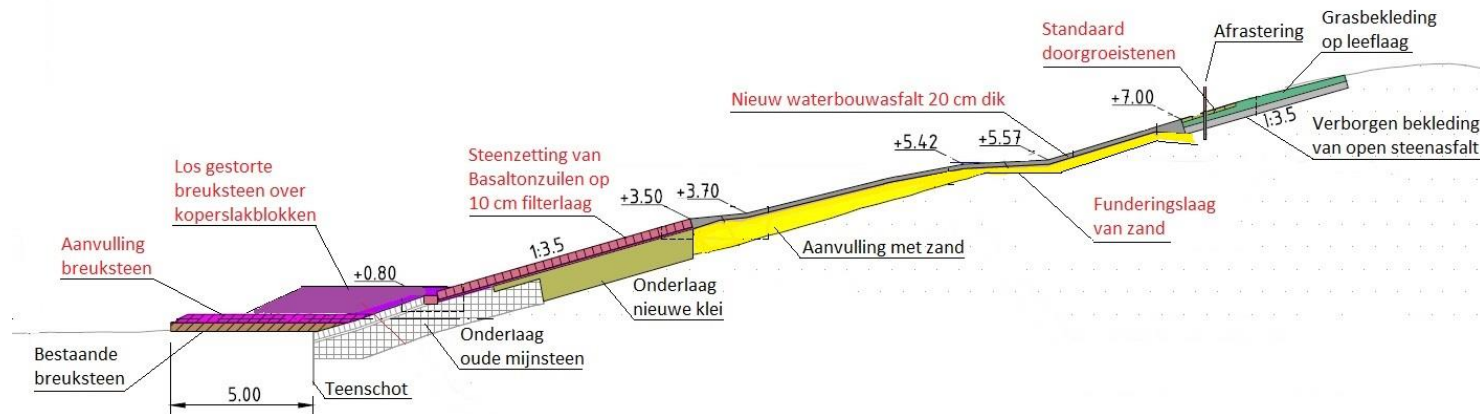 Standaard
doorgroeistenen
Afrastering
Grasbekleding
op leeflaag
Nieuw waterbouwasfalt 20 cm dik
+7.00
1:3.5
Verborgen bekleding
van open steenasfalt
+5.42
+5.57
Los gestorte
breuksteen over
koperslakblokken
Steenzetting van
Basaltonzuilen op
10 cm filterlaag
+3.50
+3.70
Funderingslaag
van zand
Aanvulling
breuksteen
1:3.5
Aanvulling met zand
+0.80
Onderlaag
nieuwe klei
Onderlaag
oude mijnsteen
Bestaande
breuksteen
Teenschot
5.00